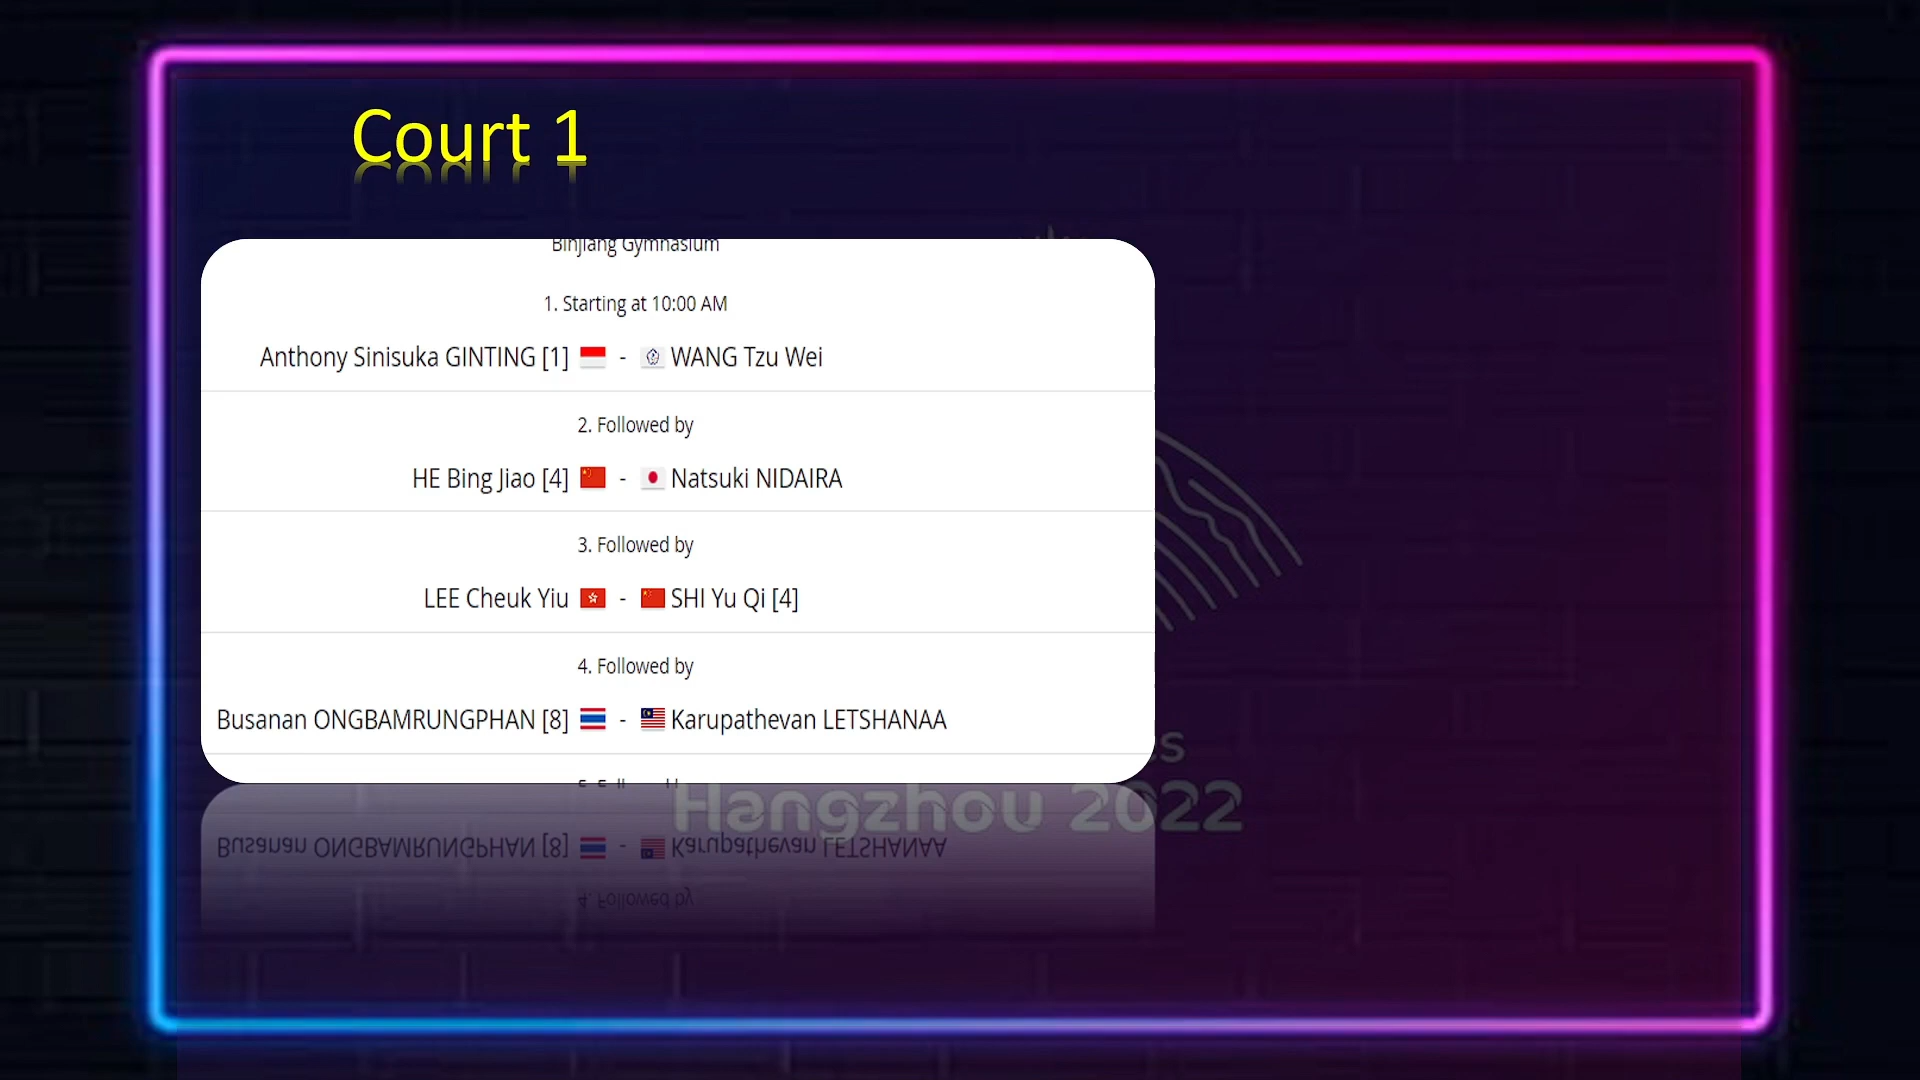 Court 1
Binjiang Gymnasium
1. Starting at 10:00 AM
Anthony Sinisuka GINTING [1] - WANG Tzu Wei
2. Followed by
HE Bing Jiao [4] - Natsuki NIDAIRA
3. Followed by
LEE Cheuk Yiu - SHI Yu Qi [4]
4. Followed by
Busanan ONGBAMRUNGPHAN [8] - Karupathevan LETSHANAA
Hangzhou 2022